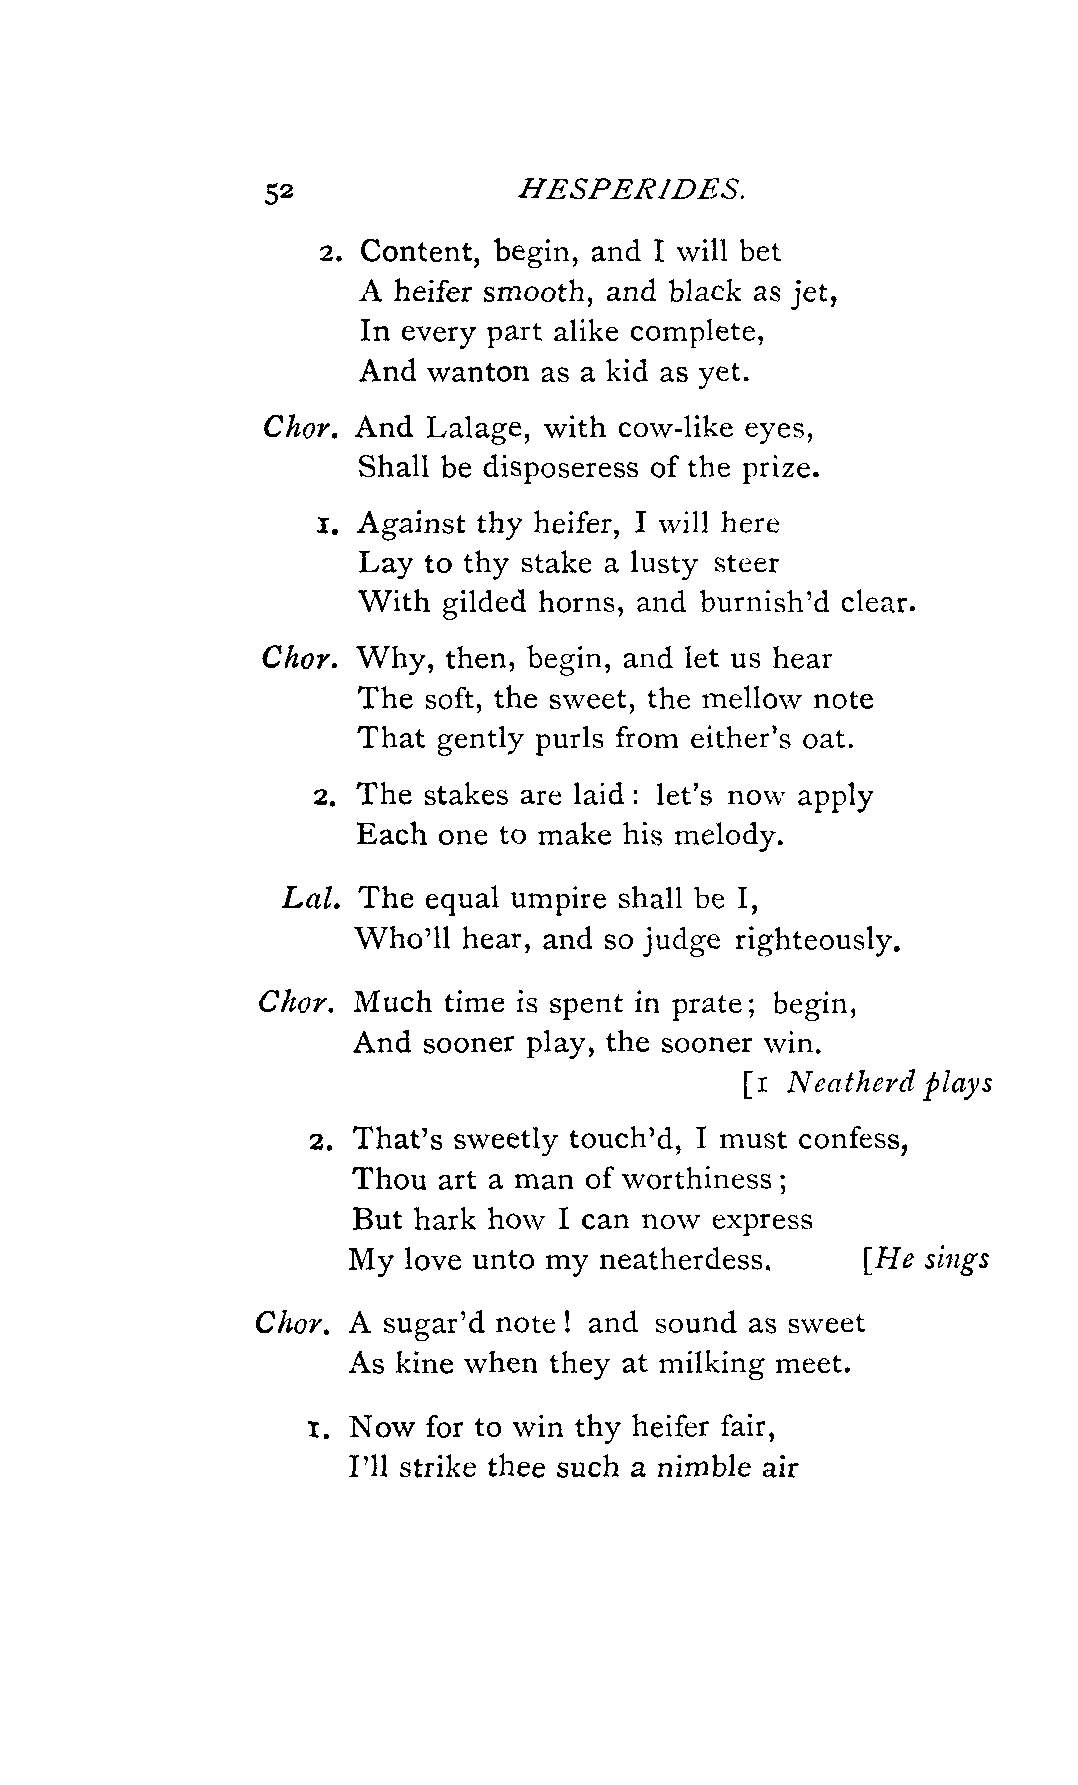 52 HESPERIDES.
2. Content, begin, and I will bet
A heifer smooth, and black as jet,
In every part alike complete,
And wanton as a kid as yet.
Chor. And Lalage, with cow-like eyes,
Shall be disposeress of the prize.
1. Against thy heifer, I will here
Lay to thy stake a lusty steer
With gilded horns, and burnish'd clear.
Chor. Why, then, begin, and let us hear
The soft, the sweet, the mellow note
That gently purls from either's oat.
2. The stakes are laid: let's now apply
Each one to make his melody.
Lal. The equal umpire shall be I,
Who'll hear, and so judge righteously.
Chor. Much time is spent in prate; begin,
And sooner play, the sooner win.
[1 Neatherd plays
2. That's sweetly touch'd, I must confess,
Thou art a man of worthiness;
But hark how I can now express
My love unto my neatherdess. [He sings
Chor. A sugar'd note! and sound as sweet
As kine when they at milking meet.
1. Now for to win thy heifer fair,
I'll strike thee such a nimble air